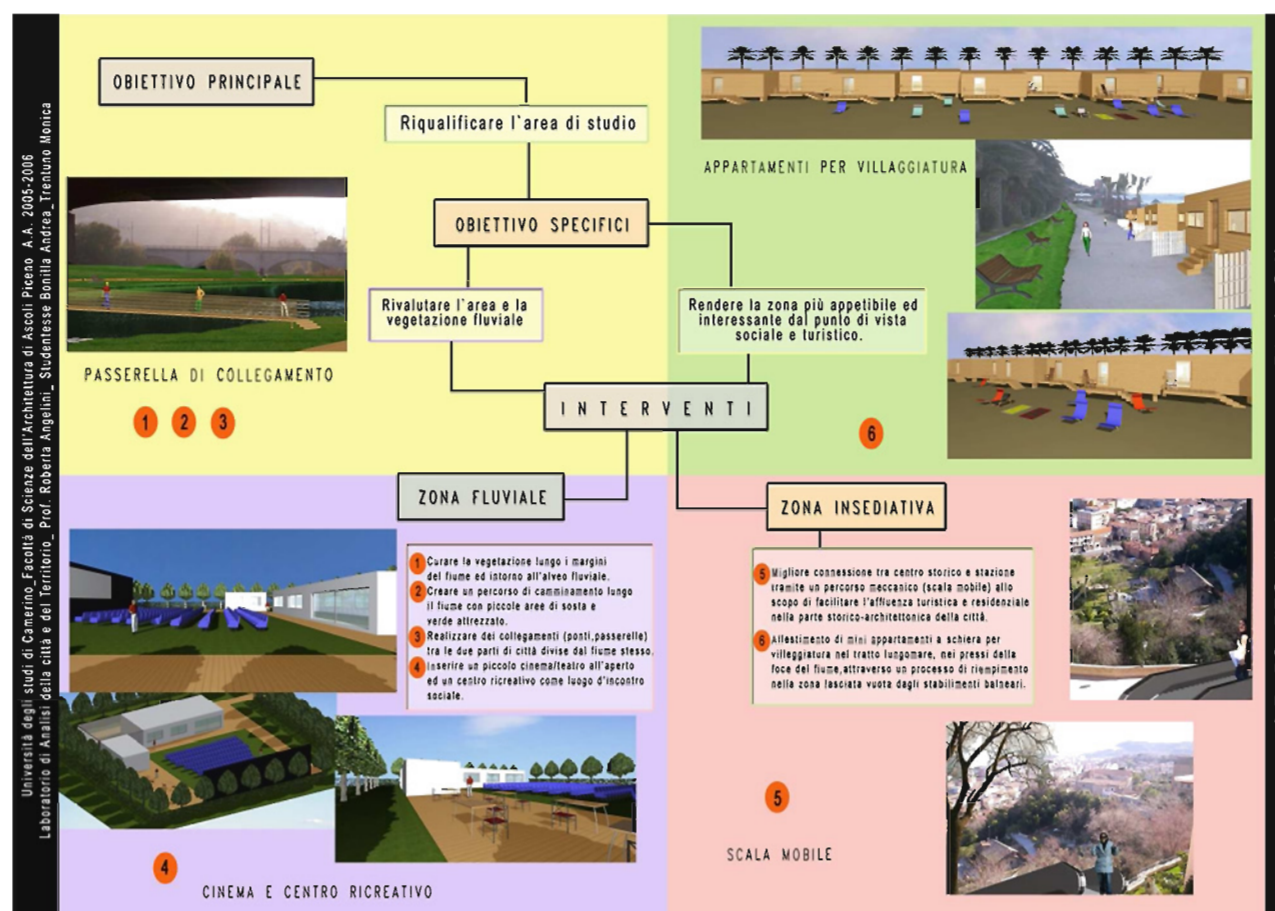 Università degli studi di Camerino_Facoltà di Scienze dell'Architettura di Ascoli Piceno A.A. 2005-2006
Laboratorio di Analisi della città e del Territorio_ Prof. Roberta Angelini_ Studentesse Bonilla Andrea_Trentuno Monica
OBIETTIVO PRINCIPALE
Riqualificare l`area di studio
OBIETTIVO SPECIFICI
Rivalutare l`area e la
vegetazione fluviale
Rendere la zona più appetibile ed
interessante dal punto di vista
sociale e turistico.
INTERVENTI
PASSERELLA DI COLLEGAMENTO
1 2 3
APPARTAMENTI PER VILLAGGIATURA
6
ZONA FLUVIALE
1 Curare la vegetazione lungo i margini
del fiume ed intorno all'alveo fluviale.
2 Creare un percorso di camminamento lungo
il fiume con piccole aree di sosta e
verde attrezzato.
3 Realizzare dei collegamenti (ponti,passerelle)
tra le due parti di città divise dal fiume stesso.
4 Inserire un piccolo cinema/teatro all'aperto
ed un centro ricreativo come luogo d'incontro
sociale.
4
CINEMA E CENTRO RICREATIVO
ZONA INSEDIATIVA
5 Migliore connessione tra centro storico e stazione
tramite un percorso meccanico (scala mobile) allo
scopo di facilitare l'affluenza turistica e residenziale
nella parte storico-architettonica della città.
6 Allestimento di mini appartamenti a schiera per
villeggiatura nel tratto lungomare, nei pressi della
foce del fiume,attraverso un processo di riempimento
nella zona lasciata vuota dagli stabilimenti balneari.
5
SCALA MOBILE